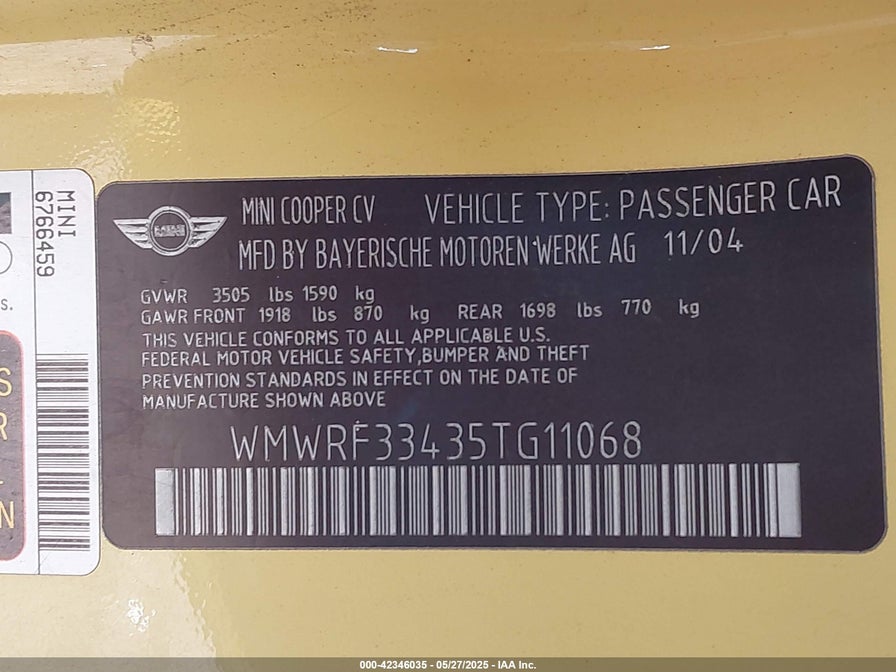 MINI COOPER CV VEHICLE TYPE: PASSENGER CAR
MINI
MFD BY BAYERISCHE MOTOREN WERKE AG 11/04
GVWR 3505 lbs 1590 kg
GAWR FRONT 1918 lbs 870 kg REAR 1698 lbs 770 kg
THIS VEHICLE CONFORMS TO ALL APPLICABLE U.S.
FEDERAL MOTOR VEHICLE SAFETY, BUMPER AND THEFT
PREVENTION STANDARDS IN EFFECT ON THE DATE OF
MANUFACTURE SHOWN ABOVE
WMWRF33435TG11068
MINI
6766459
s.
S
R
N
000-42346035 - 05/27/2025 - IAA Inc.